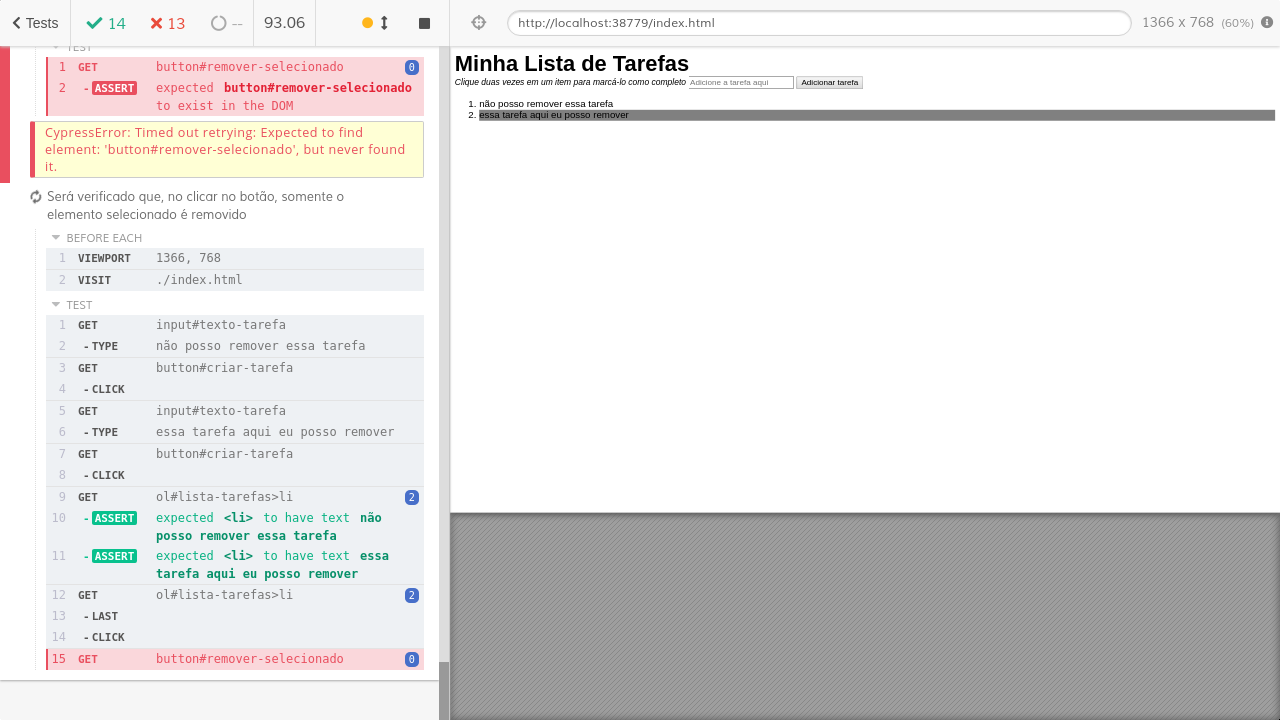 Tests
14
13
--
93.06
TEST
1 GET button#remover-selecionado 0
2 - ASSERT expected button#remover-selecionado
to exist in the DOM
CypressError: Timed out retrying: Expected to find
element: 'button#remover-selecionado', but never found
it.
Será verificado que, no clicar no botão, somente o
elemento selecionado é removido
BEFORE EACH
1 VIEWPORT 1366, 768
2 VISIT ./index.html
TEST
1 GET input#texto-tarefa
2 - TYPE não posso remover essa tarefa
3 GET button#criar-tarefa
4 - CLICK
5 GET input#texto-tarefa
6 - TYPE essa tarefa aqui eu posso remover
7 GET button#criar-tarefa
8 - CLICK
9 GET ol#lista-tarefas>li 2
10 - ASSERT expected <li> to have text não
posso remover essa tarefa
11 - ASSERT expected <li> to have text essa
tarefa aqui eu posso remover
12 GET ol#lista-tarefas>li 2
13 - LAST
14 - CLICK
15 GET button#remover-selecionado 0
http://localhost:38779/index.html
1366 x 768 (60%)
Minha Lista de Tarefas
Clique duas vezes em um item para marcá-lo como completo Adicione a tarefa aqui Adicionar tarefa
1. não posso remover essa tarefa
2. essa tarefa aqui eu posso remover